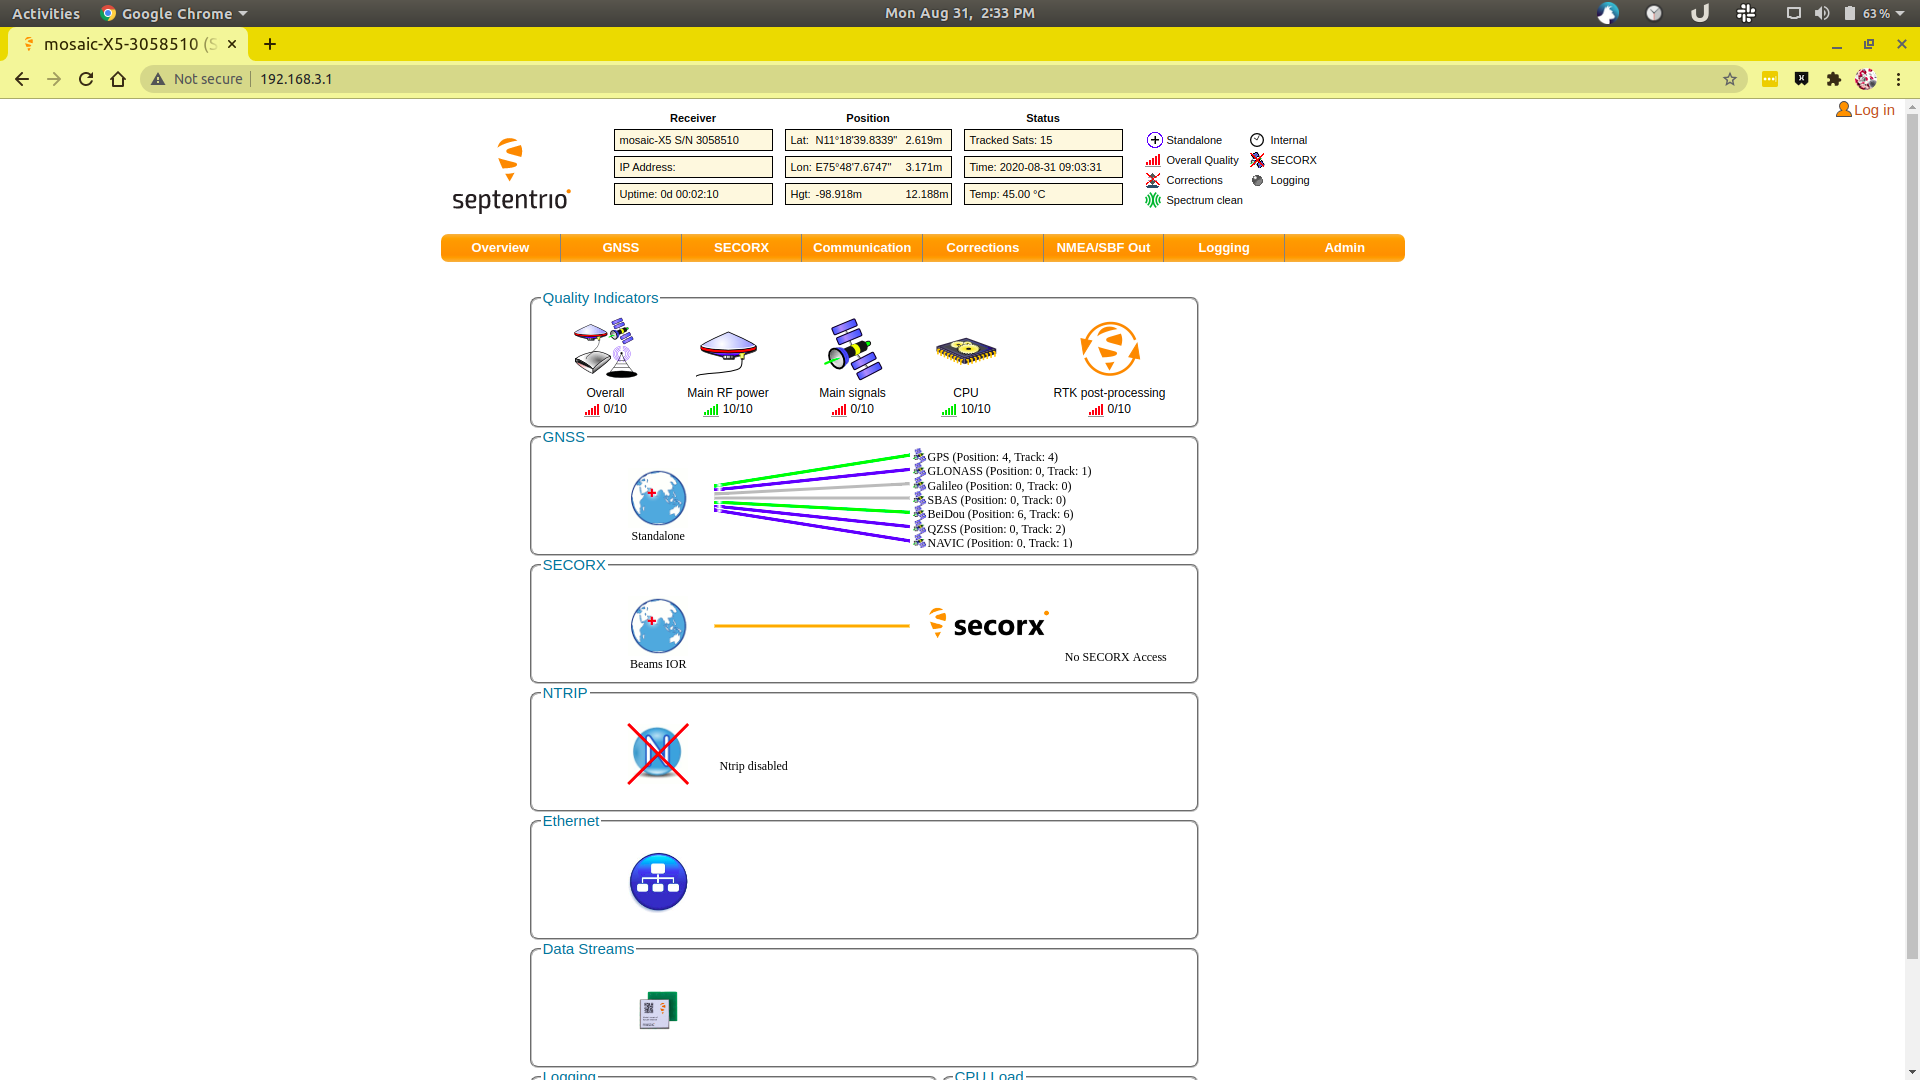 Activities
Google Chrome
Mon Aug 31, 2:33 PM
63 %
mosaic-X5-3058510 (S
Not secure
192.168.3.1
Log in
septentrio
Receiver
mosaic-X5 S/N 3058510
IP Address:
Uptime: 0d 00:02:10
Position
Lat: N11°18'39.8339" 2.619m
Lon: E75°48'7.6747" 3.171m
Hgt: -98.918m 12.188m
Status
Tracked Sats: 15
Time: 2020-08-31 09:03:31
Temp: 45.00 °C
Standalone
Overall Quality
Corrections
Spectrum clean
Internal
SECORX
Logging
Overview
GNSS
SECORX
Communication
Corrections
NMEA/SBF Out
Logging
Admin
Quality Indicators
Overall
0/10
Main RF power
10/10
Main signals
0/10
CPU
10/10
RTK post-processing
0/10
GNSS
Standalone
GPS (Position: 4, Track: 4)
GLONASS (Position: 0, Track: 1)
Galileo (Position: 0, Track: 0)
SBAS (Position: 0, Track: 0)
BeiDou (Position: 6, Track: 6)
QZSS (Position: 0, Track: 2)
NAVIC (Position: 0, Track: 1)
SECORX
Beams IOR
secorx
No SECORX Access
NTRIP
Ntrip disabled
Ethernet
Data Streams
Logging
CPU Load